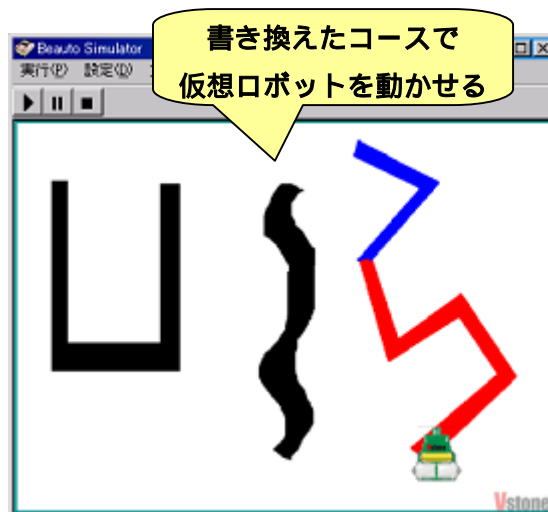 書き換えたコースで
仮想ロボットを動かせる
Beauto Simulator
実行(P) 設定(D)
Vstone